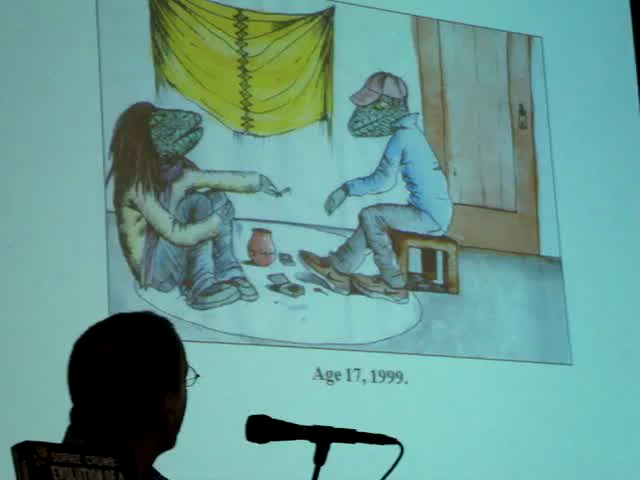 Age 17, 1999.
SOPHIE CRUMB
EVOLUTION OF A